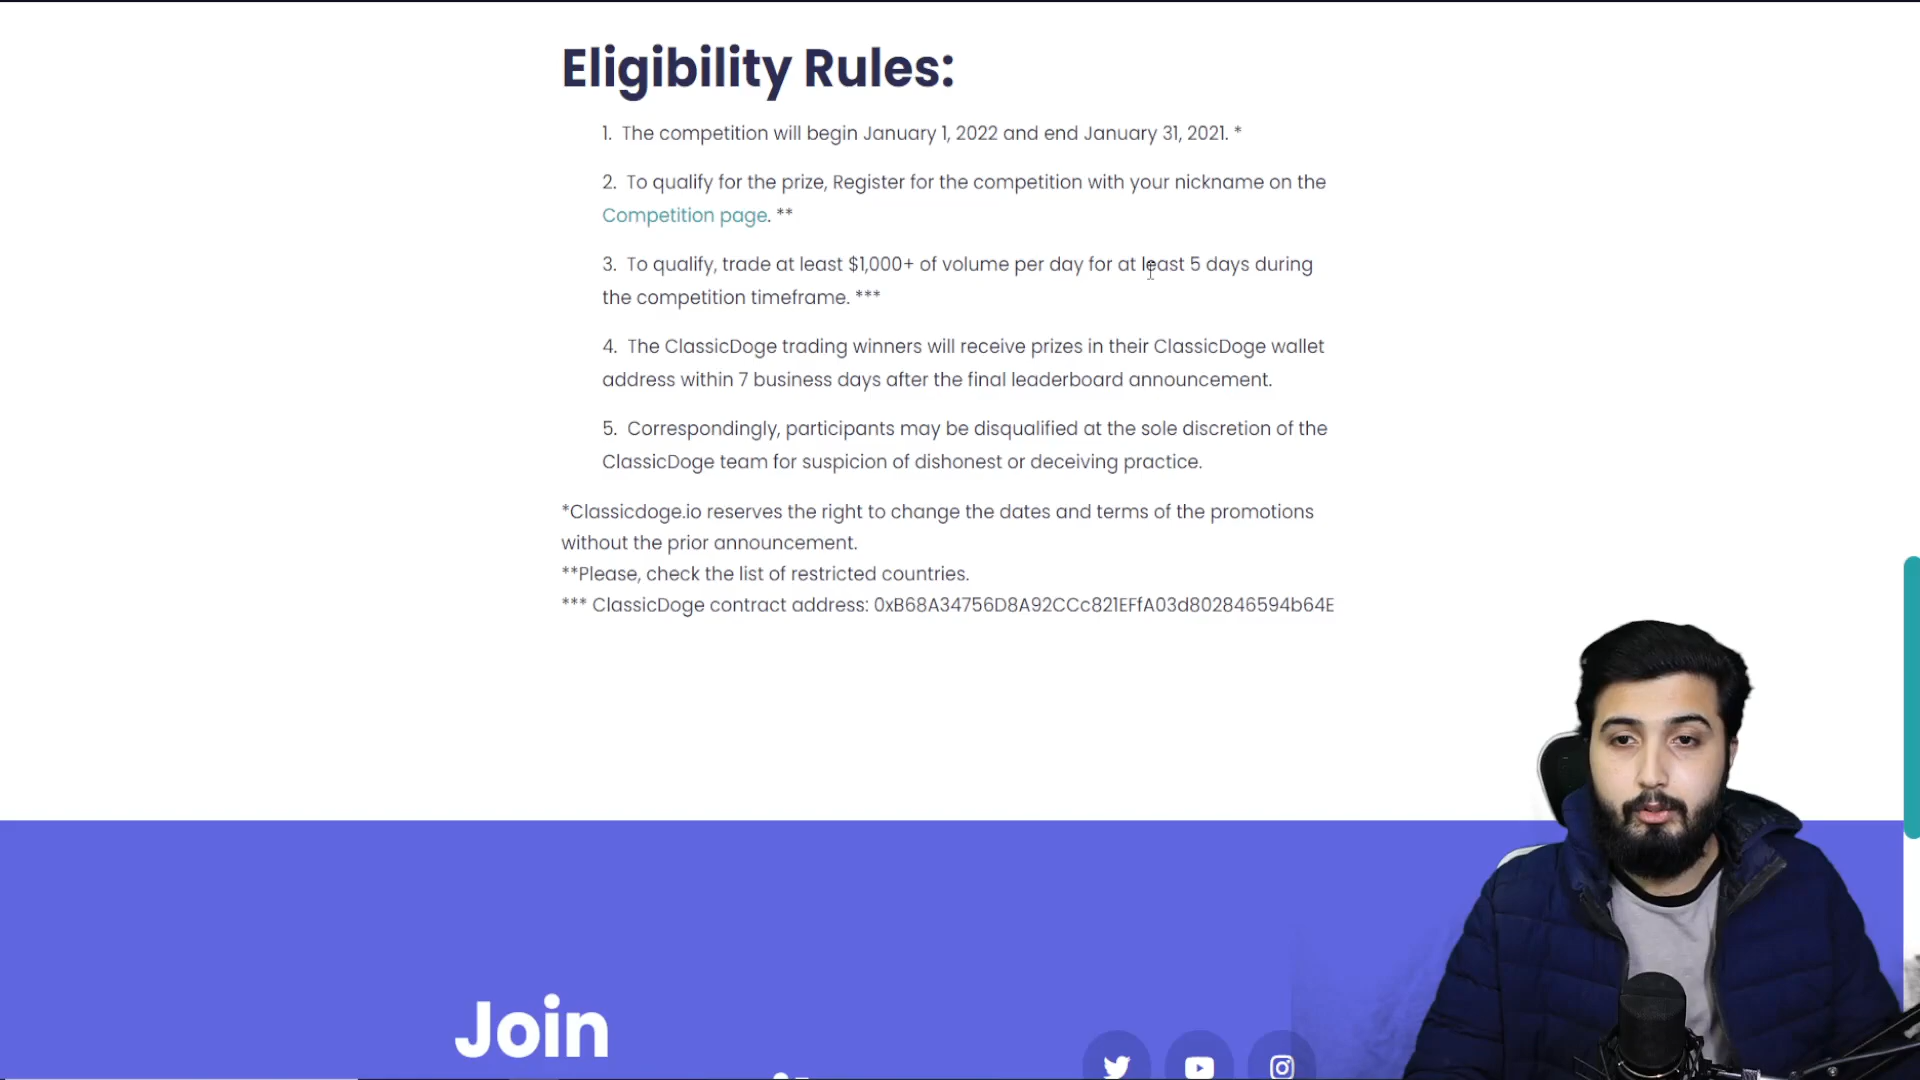 Eligibility Rules:
1. The competition will begin January 1, 2022 and end January 31, 2021. *
2. To qualify for the prize, Register for the competition with your nickname on the
Competition page. **
3. To qualify, trade at least $1,000+ of volume per day for at least 5 days during
the competition timeframe. ***
4. The ClassicDoge trading winners will receive prizes in their ClassicDoge wallet
address within 7 business days after the final leaderboard announcement.
5. Correspondingly, participants may be disqualified at the sole discretion of the
ClassicDoge team for suspicion of dishonest or deceiving practice.
*Classicdoge.io reserves the right to change the dates and terms of the promotions
without the prior announcement.
**Please, check the list of restricted countries.
*** ClassicDoge contract address: 0xB68A34756D8A92CCc821EFfA03d802846594b64E
Join